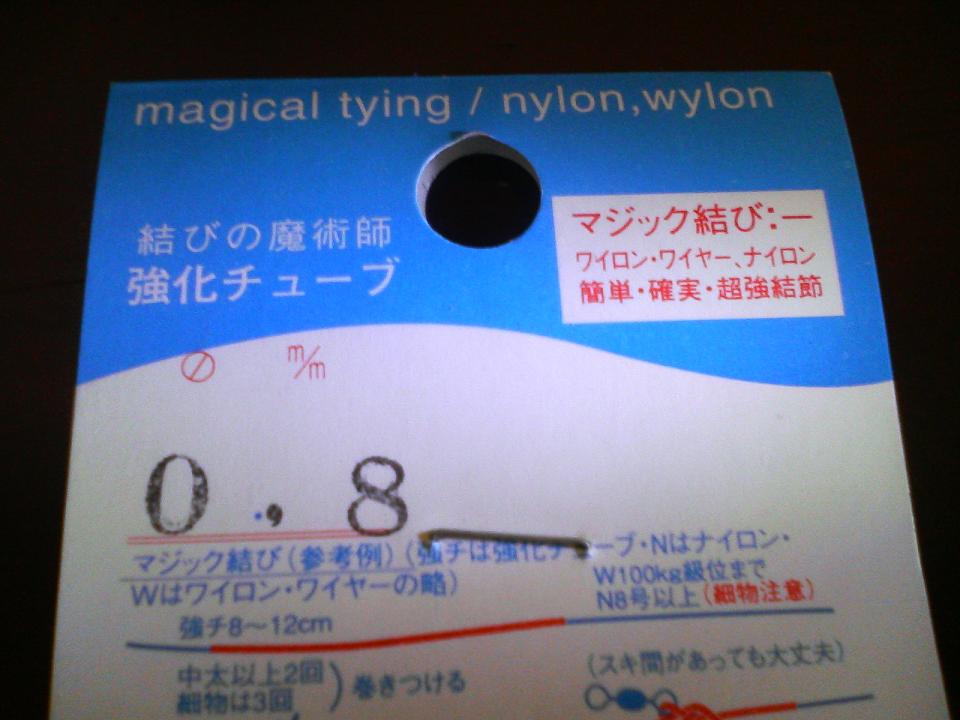 magical tying / nylon,wylon
結びの魔術師
強化チューブ
マジック結び:一
ワイロン・ワイヤー、ナイロン
簡単・確実・超強結節
⊘ m/m
0.,8
マジック結び(参考例)(強チは強化チューブ・Nはナイロン・
Wはワイロン・ワイヤーの略)
W100kg級位まで
N8号以上(細物注意)
強チ8〜12cm
中太以上2回
細物は3回
巻きつける
(スキ間があっても大丈夫)